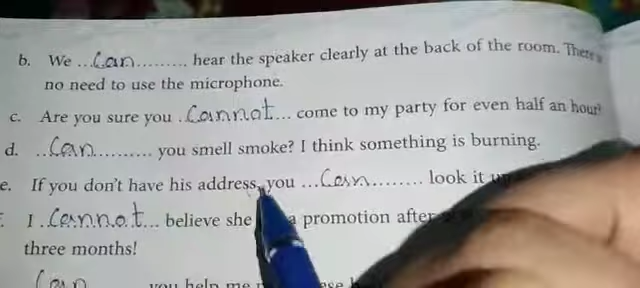 b. We ...Can......... hear the speaker clearly at the back of the room. There
no need to use the microphone.
c. Are you sure you .Cannot... come to my party for even half an hour?
d. ..Can........... you smell smoke? I think something is burning.
e. If you don't have his address, you ...Can........ look it
I .Cannot... believe she a promotion after
three months!
Can you help me